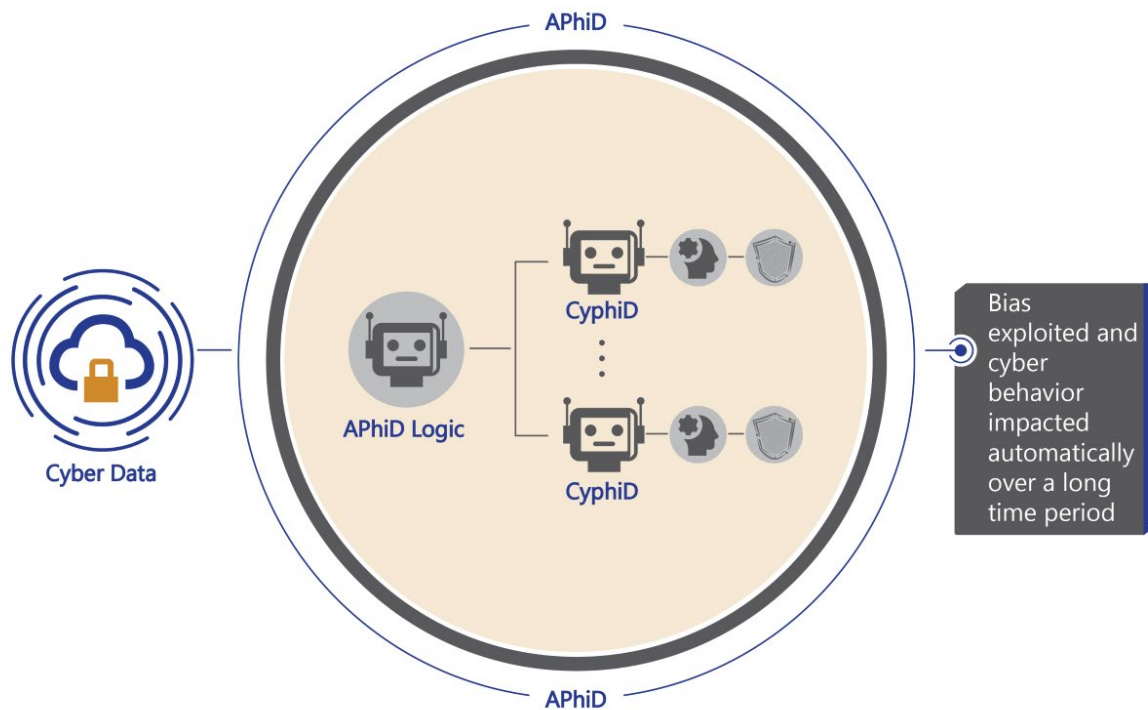 APhiD
CyphiD
APhiD Logic
CyphiD
Cyber Data
Bias
exploited and
cyber
behavior
impacted
automatically
over a long
time period
APhiD